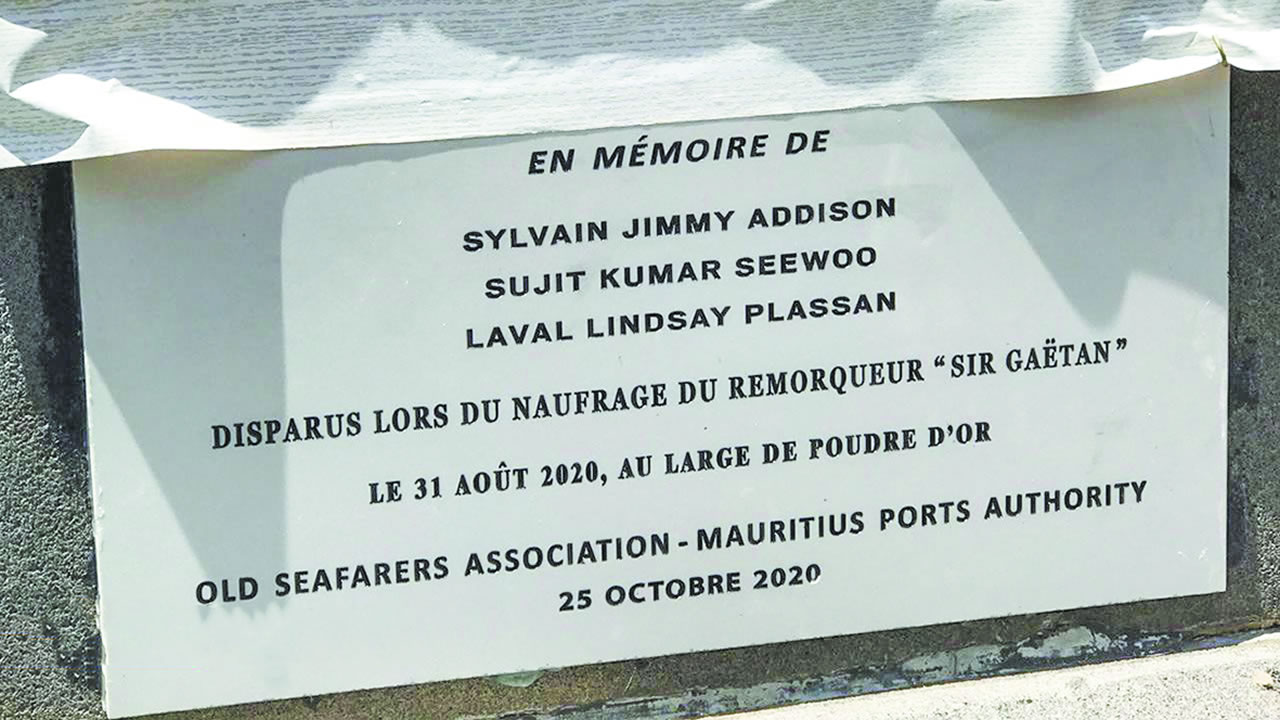 EN MÉMOIRE DE
SYLVAIN JIMMY ADDISON
SUJIT KUMAR SEEWOO
LAVAL LINDSAY PLASSAN
DISPARUS LORS DU NAUFRAGE DU REMORQUEUR “SIR GAËTAN”
LE 31 AOÛT 2020, AU LARGE DE POUDRE D’OR
OLD SEAFARERS ASSOCIATION - MAURITIUS PORTS AUTHORITY
25 OCTOBRE 2020